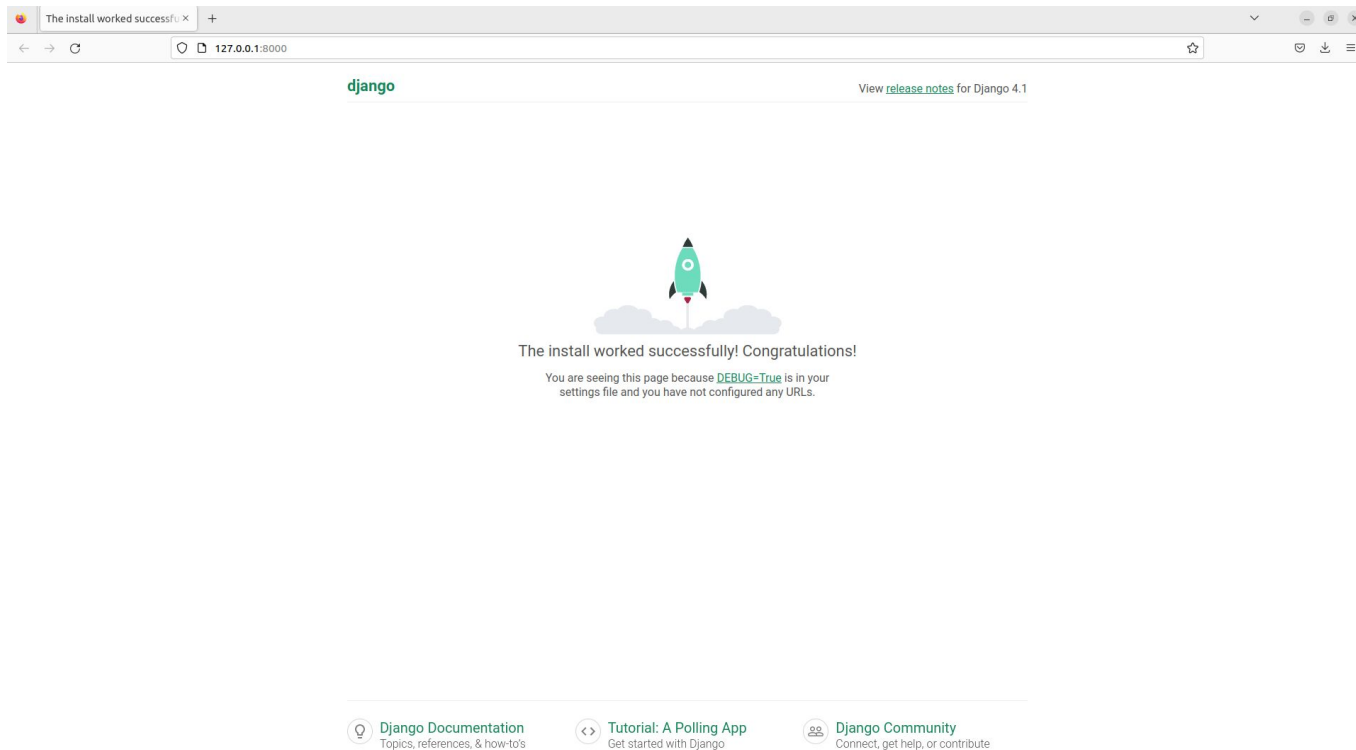 The install worked successfu
127.0.0.1:8000
django
View release notes for Django 4.1
The install worked successfully! Congratulations!
You are seeing this page because DEBUG=True is in your
settings file and you have not configured any URLs.
Django Documentation
Topics, references, & how-to's
Tutorial: A Polling App
Get started with Django
Django Community
Connect, get help, or contribute